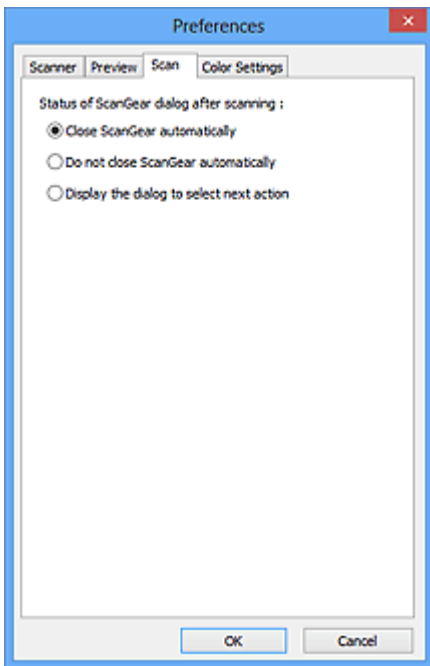 Preferences
Scanner Preview Scan Color Settings
Status of ScanGear dialog after scanning :
Close ScanGear automatically
Do not close ScanGear automatically
Display the dialog to select next action
OK Cancel